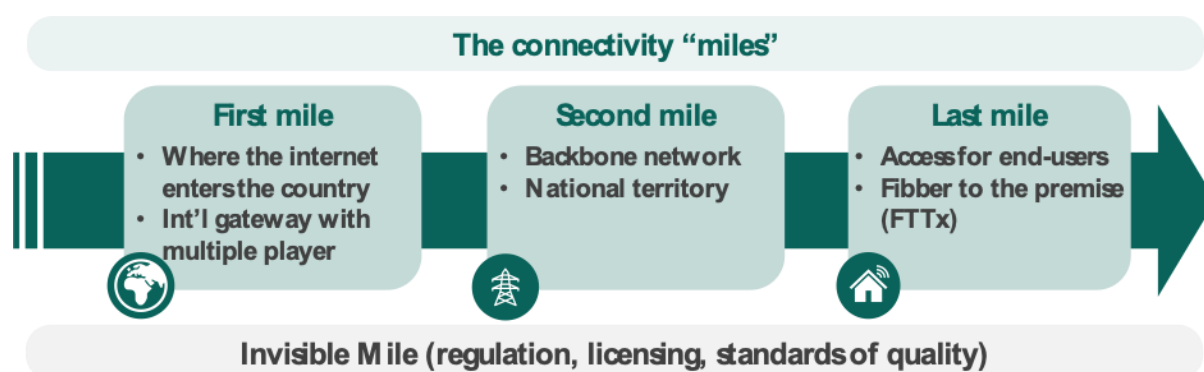 The connectivity “miles”
First mile
• Where the internet
enters the country
• Int’l gateway with
multiple player
Second mile
• Backbone network
• National territory
Last mile
• Access for end-users
• Fibber to the premise
(FTTx)
Invisible Mile (regulation, licensing, standards of quality)